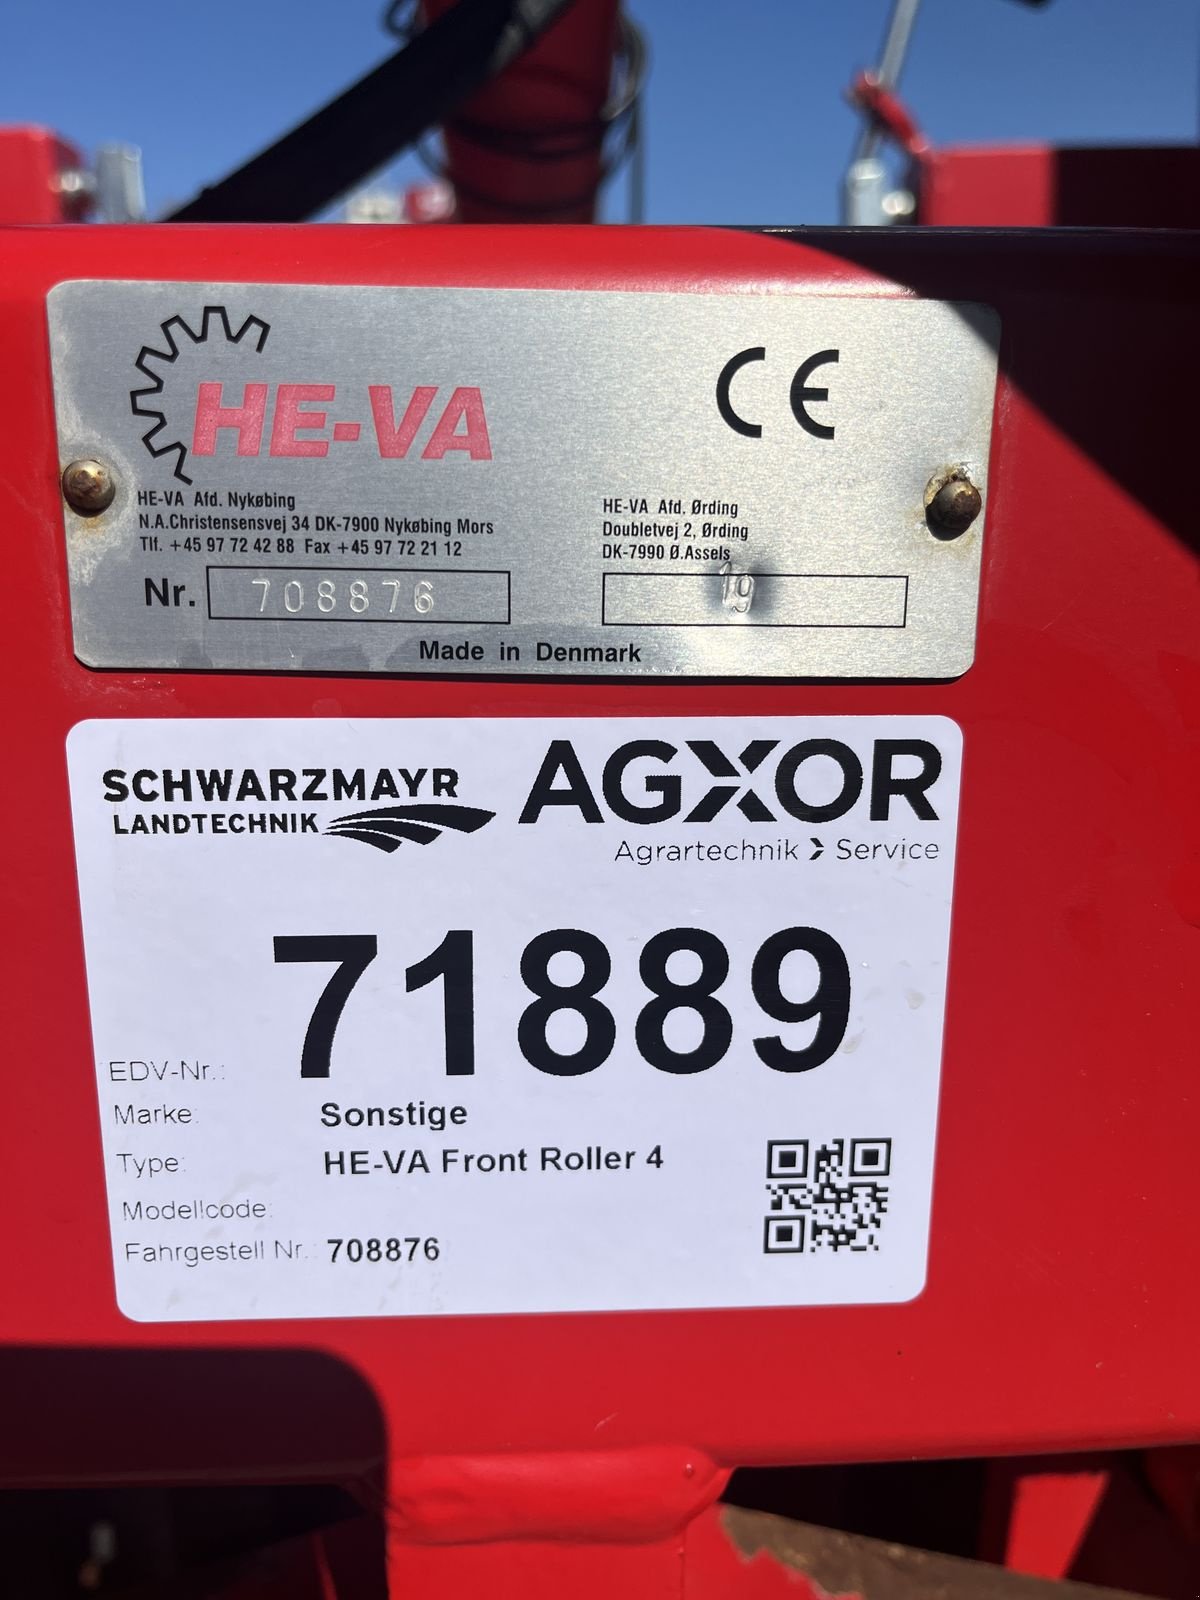 HE-VA
CE
HE-VA Afd. Nykøbing
N.A.Christensensvej 34 DK-7900 Nykøbing Mors
Tlf. +45 97 72 42 88 Fax +45 97 72 21 12
HE-VA Afd. Ørding
Doubletvej 2, Ørding
DK-7990 Ø.Assels
Nr. 708876
19
Made in Denmark
SCHWARZMAYR
LANDTECHNIK
AGXOR
Agrartechnik Service
71889
EDV-Nr.:
Marke: Sonstige
Type: HE-VA Front Roller 4
Modellcode:
Fahrgestell Nr.: 708876